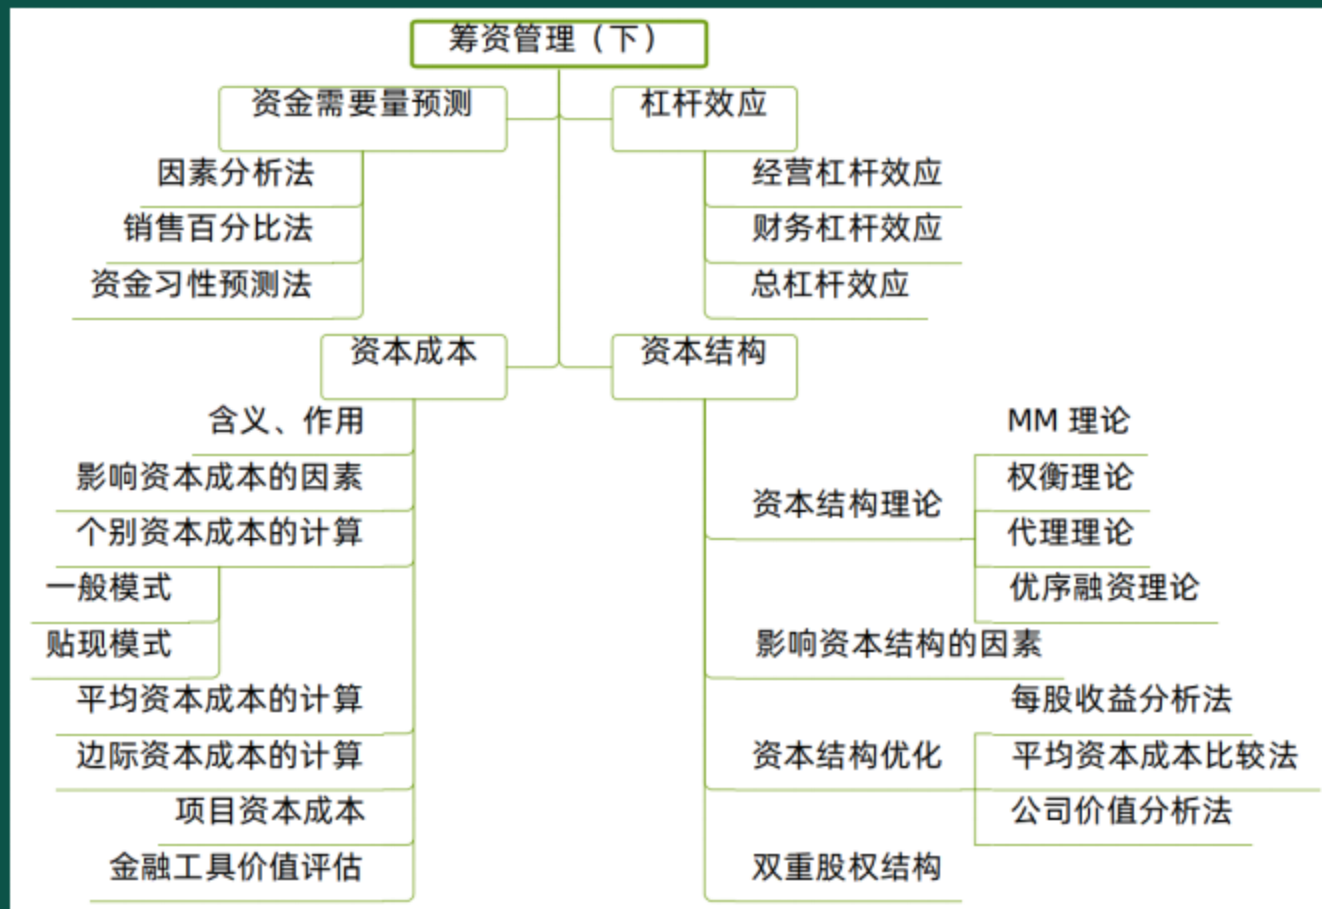 筹资管理（下）
资金需要量预测
因素分析法
销售百分比法
资金习性预测法
杠杆效应
经营杠杆效应
财务杠杆效应
总杠杆效应
资本成本
含义、作用
影响资本成本的因素
个别资本成本的计算
一般模式
贴现模式
平均资本成本的计算
边际资本成本的计算
项目资本成本
金融工具价值评估
资本结构
资本结构理论
MM 理论
权衡理论
代理理论
优序融资理论
影响资本结构的因素
资本结构优化
每股收益分析法
平均资本成本比较法
公司价值分析法
双重股权结构